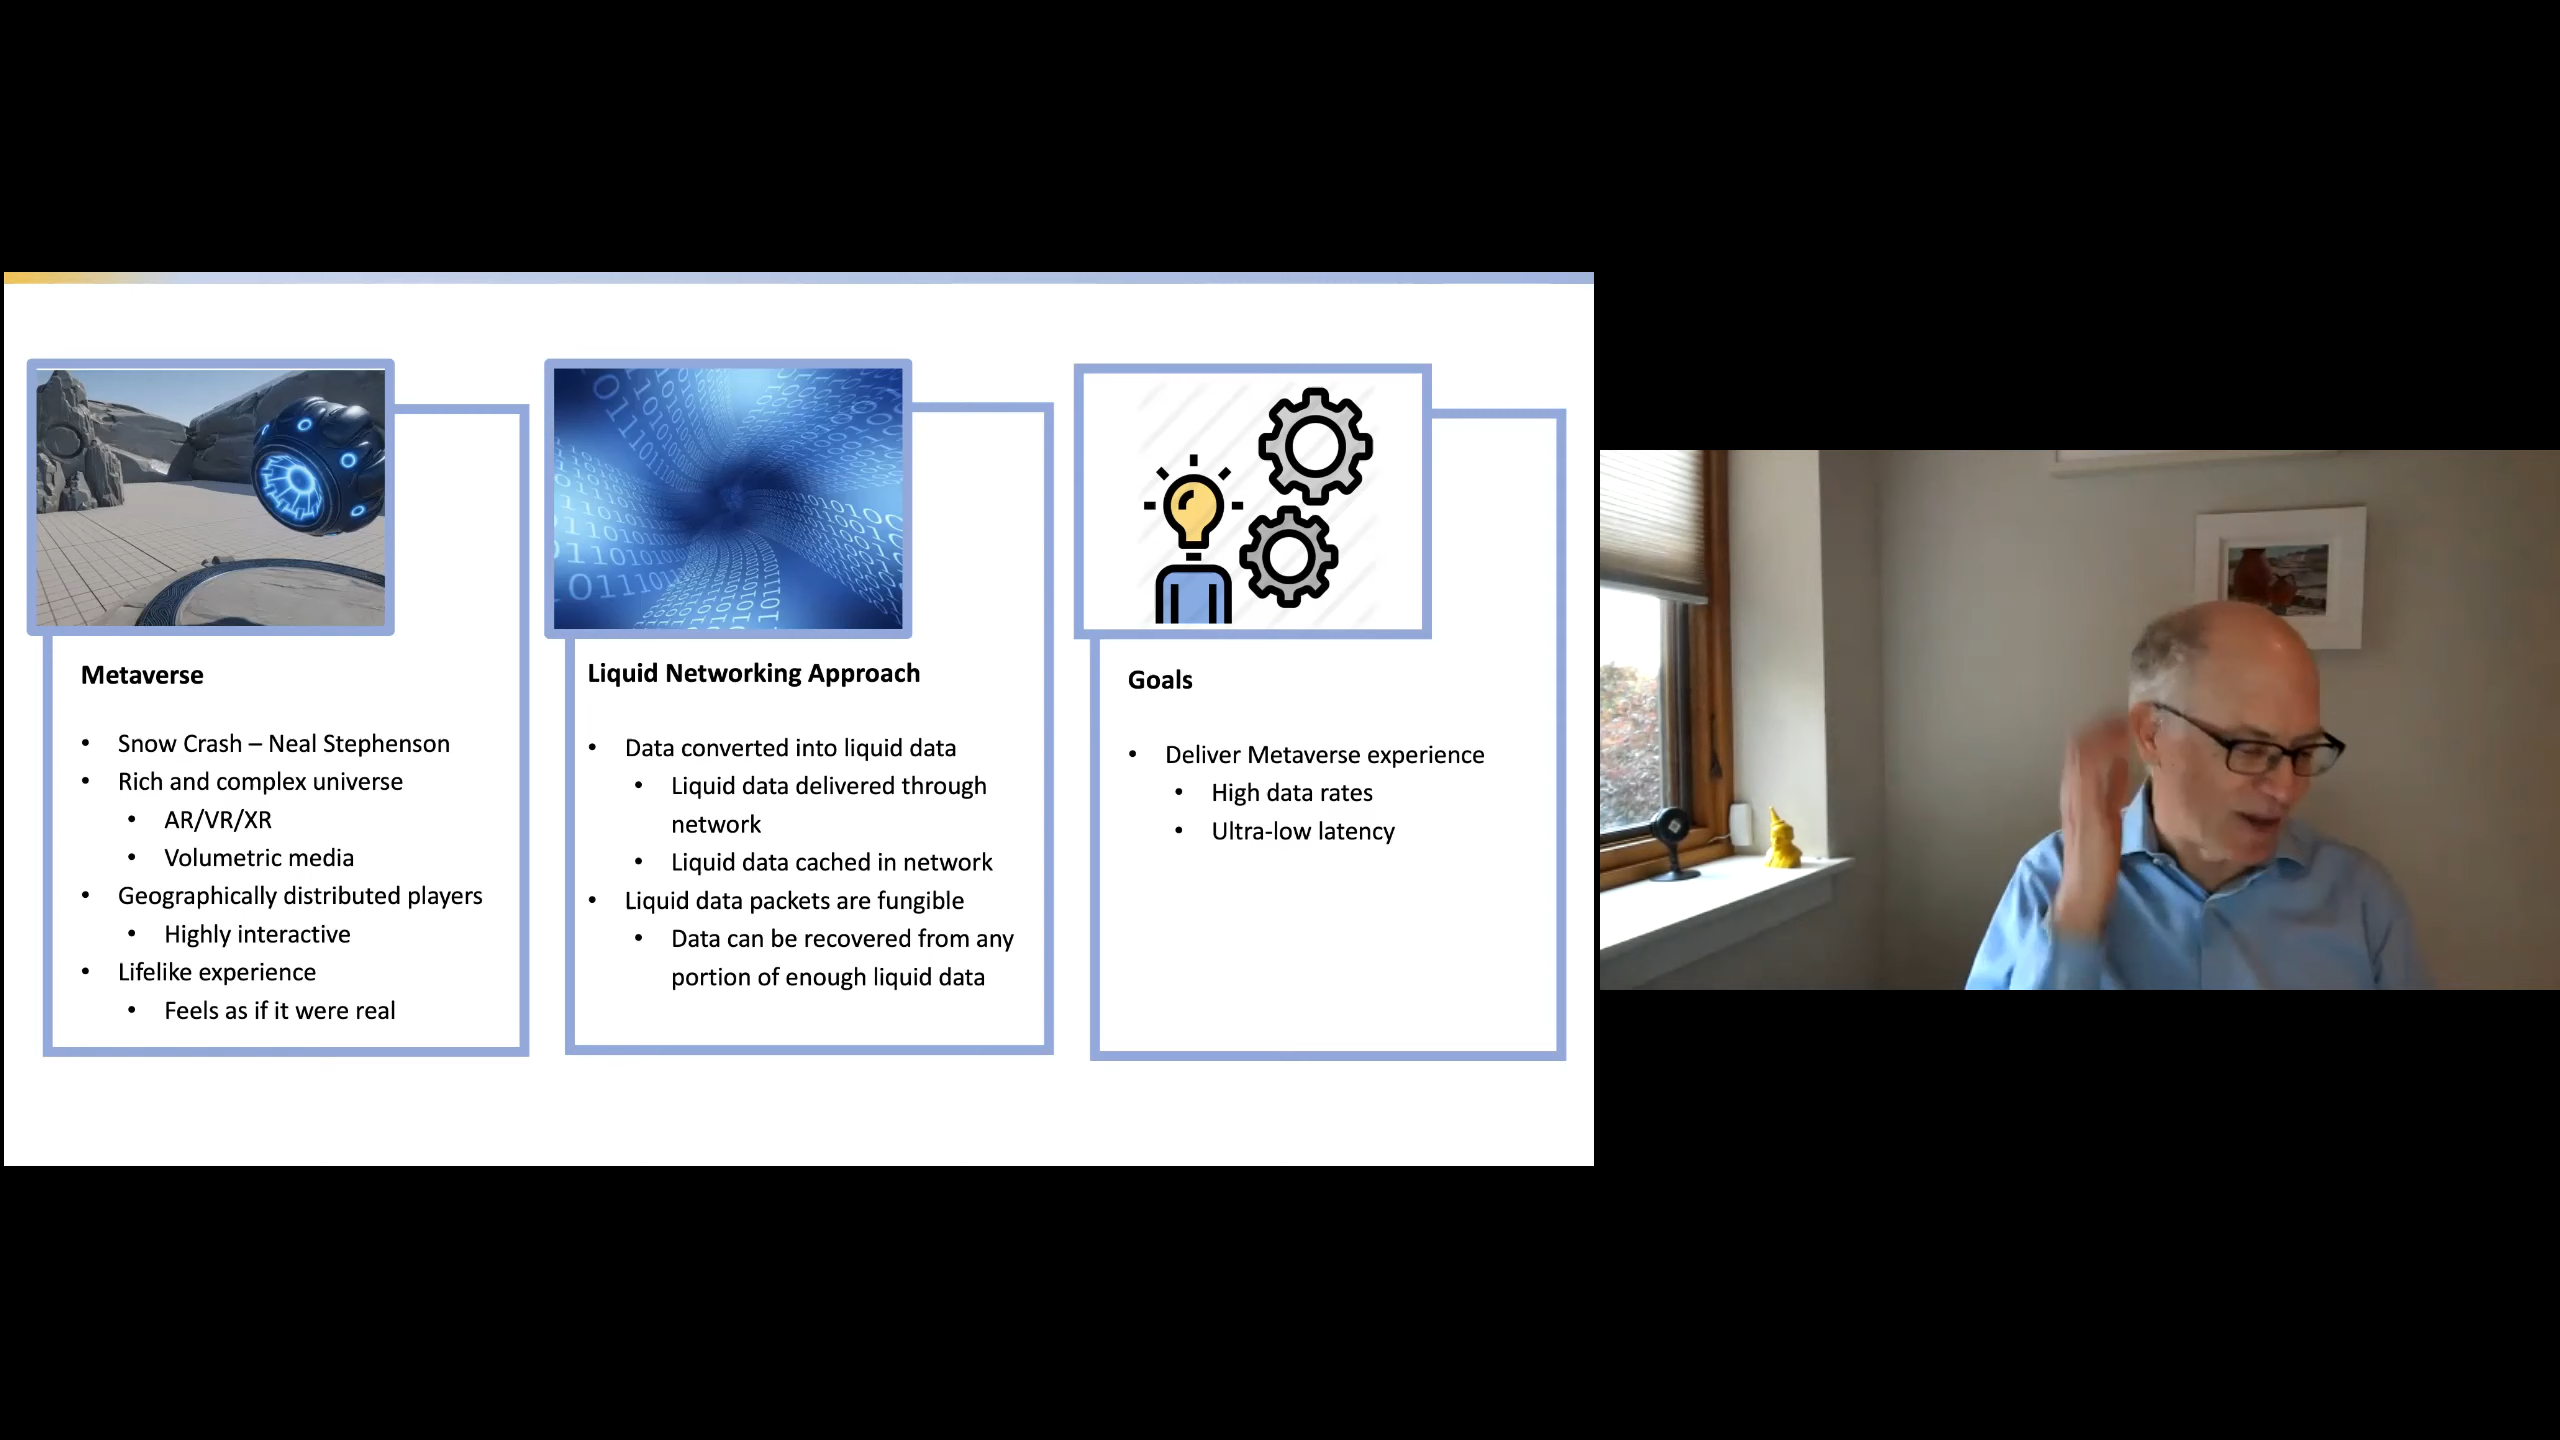 Metaverse
• Snow Crash – Neal Stephenson
• Rich and complex universe
• AR/VR/XR
• Volumetric media
• Geographically distributed players
• Highly interactive
• Lifelike experience
• Feels as if it were real
Liquid Networking Approach
• Data converted into liquid data
• Liquid data delivered through
network
• Liquid data cached in network
• Liquid data packets are fungible
• Data can be recovered from any
portion of enough liquid data
Goals
• Deliver Metaverse experience
• High data rates
• Ultra-low latency